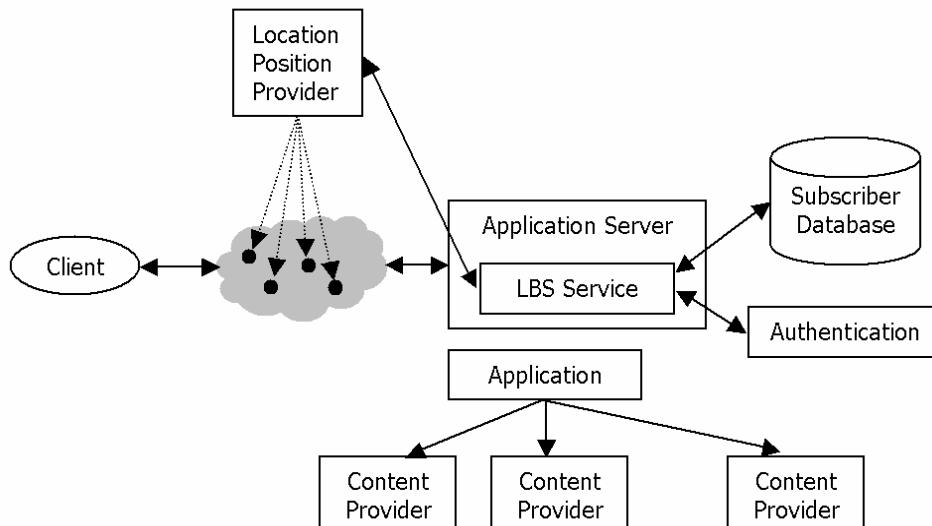 Location
Position
Provider
Client
Application Server
LBS Service
Subscriber
Database
Authentication
Application
Content
Provider
Content
Provider
Content
Provider